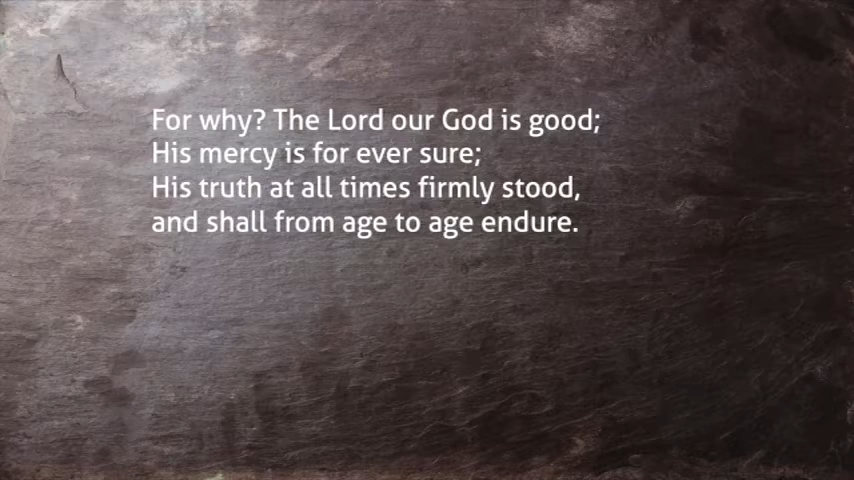 For why? The Lord our God is good;
His mercy is for ever sure;
His truth at all times firmly stood,
and shall from age to age endure.